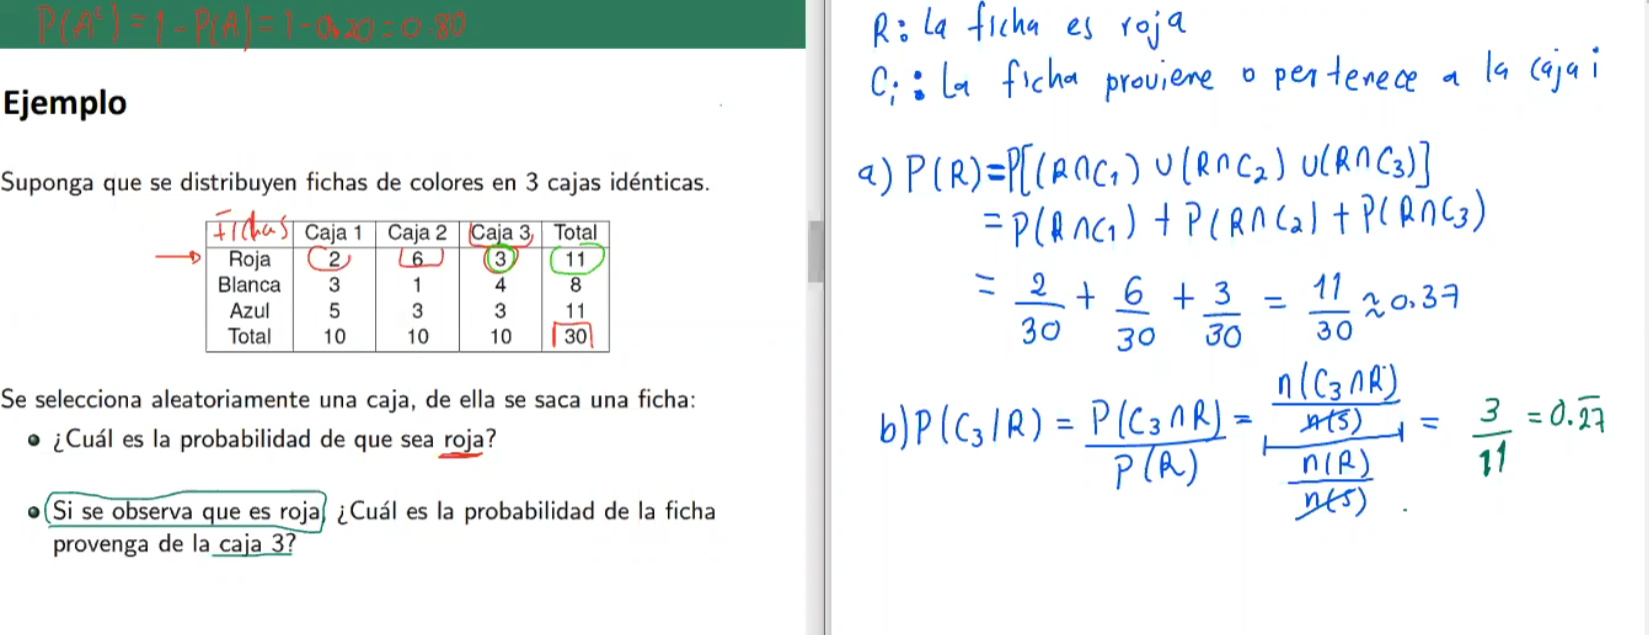 P(Aᶜ) = 1 - P(A) = 1 - 0.20 = 0.80
Ejemplo
Suponga que se distribuyen fichas de colores en 3 cajas idénticas.
Fichas Caja 1 Caja 2 Caja 3 Total
Roja 2 6 3 11
Blanca 3 1 4 8
Azul 5 3 3 11
Total 10 10 10 30
Se selecciona aleatoriamente una caja, de ella se saca una ficha:
• ¿Cuál es la probabilidad de que sea roja?
• Si se observa que es roja, ¿Cuál es la probabilidad de la ficha
provenga de la caja 3?
R: La ficha es roja
Cᵢ: La ficha proviene o pertenece a la caja i
a) P(R) = P[(R∩C₁) ∪ (R∩C₂) ∪ (R∩C₃)]
= P(R∩C₁) + P(R∩C₂) + P(R∩C₃)
= 2/30 + 6/30 + 3/30 = 11/30 ≈ 0.37
b) P(C₃/R) = P(C₃∩R)/P(R) = (n(C₃∩R)/n(S))/(n(R)/n(S)) = 3/11 = 0.2̅7̅